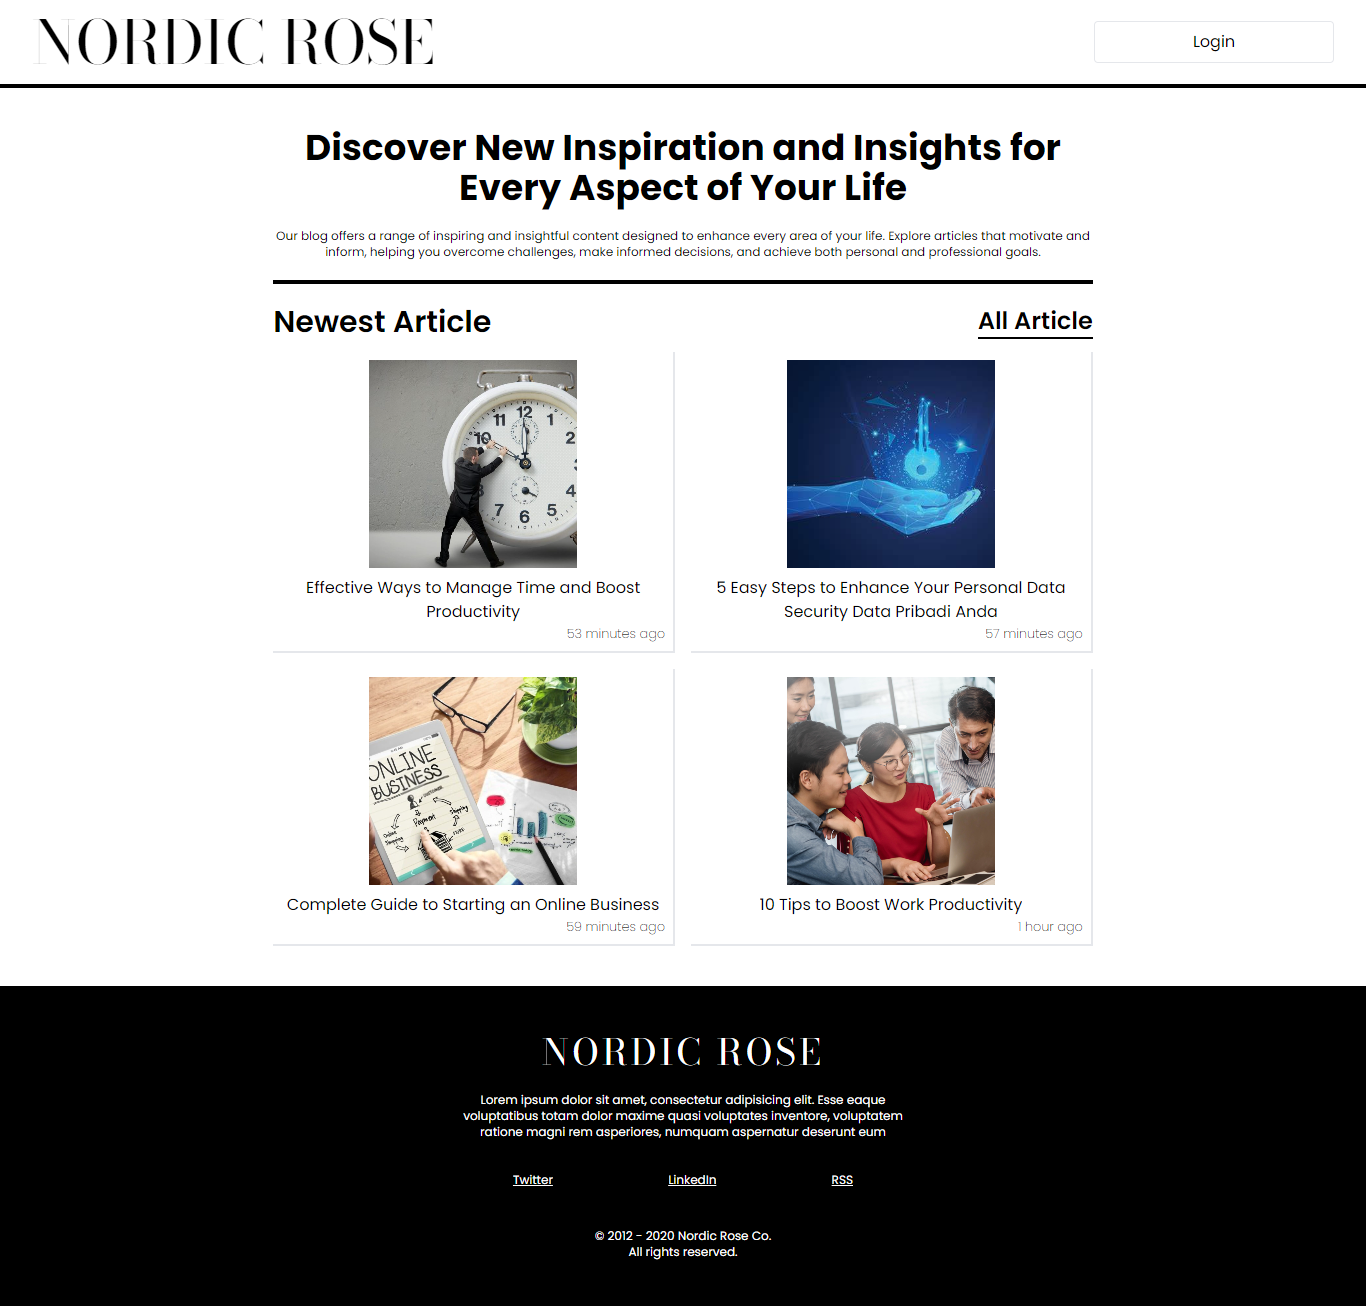 NORDIC ROSE
Login
Discover New Inspiration and Insights for
Every Aspect of Your Life
Our blog offers a range of inspiring and insightful content designed to enhance every area of your life. Explore articles that motivate and
inform, helping you overcome challenges, make informed decisions, and achieve both personal and professional goals.
Newest Article
All Article
12
11 1
10 2
4
7 6 5
Effective Ways to Manage Time and Boost
Productivity
53 minutes ago
5 Easy Steps to Enhance Your Personal Data
Security Data Pribadi Anda
57 minutes ago
ONLINE
BUSINESS
Payment
Shopping
Online
Shopping
Complete Guide to Starting an Online Business
59 minutes ago
10 Tips to Boost Work Productivity
1 hour ago
NORDIC ROSE
Lorem ipsum dolor sit amet, consectetur adipisicing elit. Esse eaque
voluptatibus totam dolor maxime quasi voluptates inventore, voluptatem
ratione magni rem asperiores, numquam aspernatur deserunt eum
Twitter
LinkedIn
RSS
© 2012 - 2020 Nordic Rose Co.
All rights reserved.